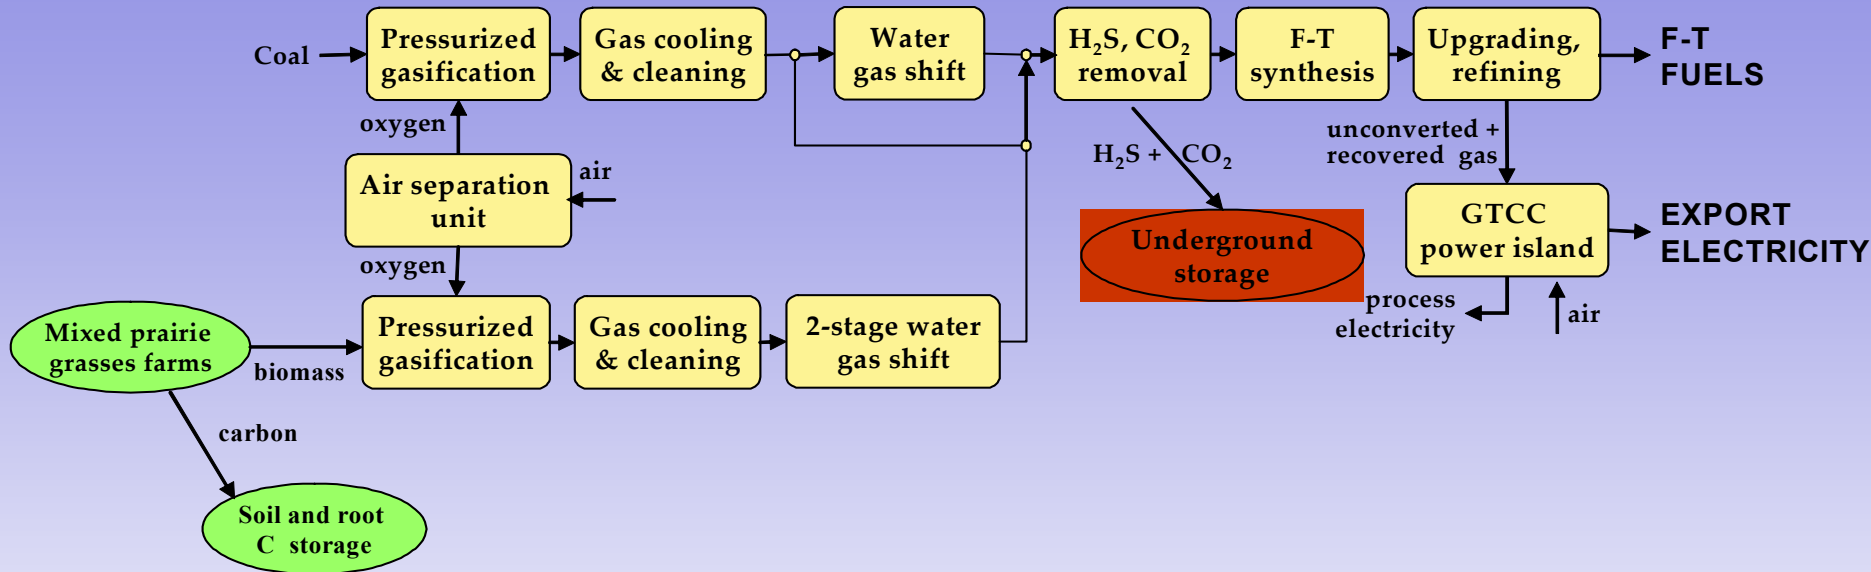 Coal
Pressurized
gasification
Gas cooling
& cleaning
Water
gas shift
H₂S, CO₂
removal
F-T
synthesis
Upgrading,
refining
F-T
FUELS
oxygen
Air separation
unit
air
oxygen
H₂S + CO₂
Underground
storage
unconverted +
recovered gas
GTCC
power island
EXPORT
ELECTRICITY
process
electricity
air
Mixed prairie
grasses farms
biomass
Pressurized
gasification
Gas cooling
& cleaning
2-stage water
gas shift
carbon
Soil and root
C storage